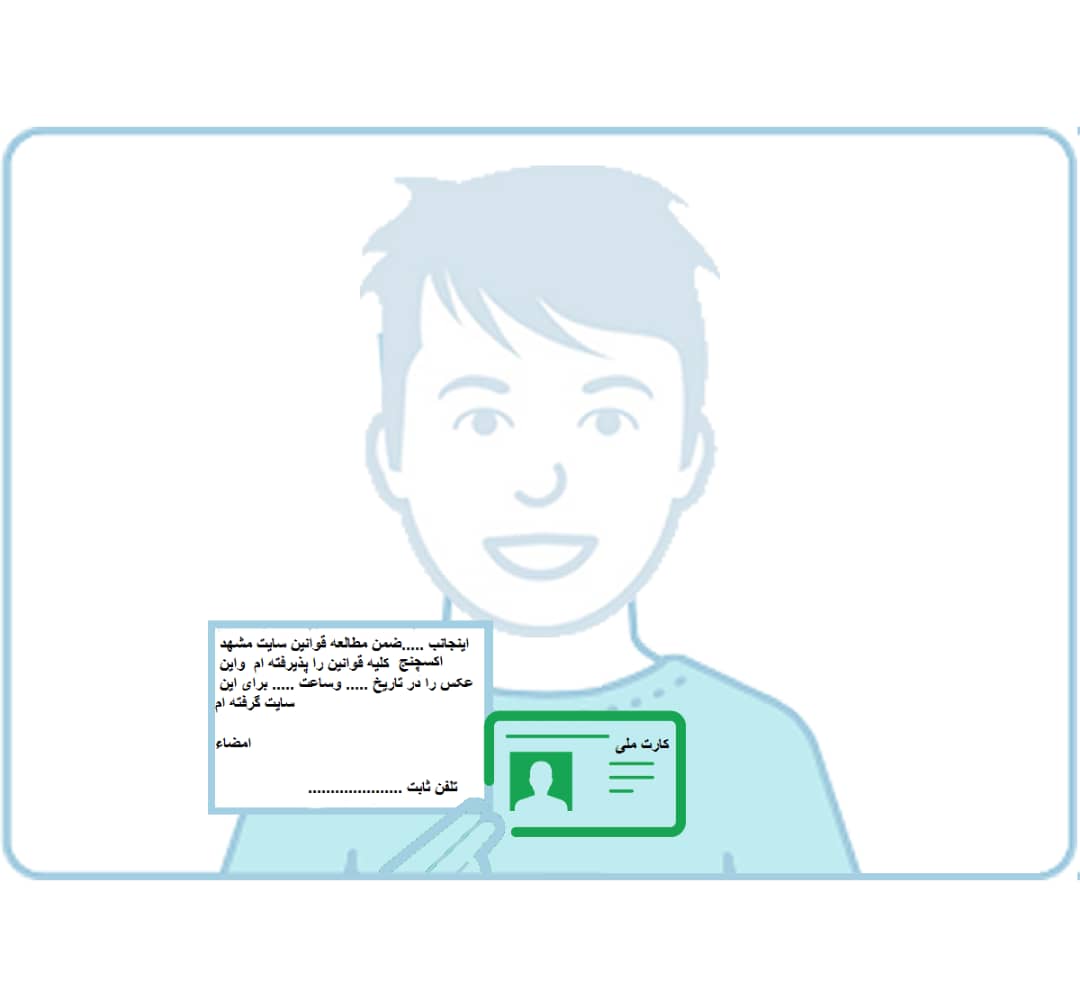 اینجانب .....ضمن مطالعه قوانین سایت مشهد
اکسچنج کلیه قوانین را پذیرفته ام واین
عکس را در تاریخ ..... وساعت ..... برای این
سایت گرفته ام
امضاء
تلفن ثابت .....................
کارت ملی